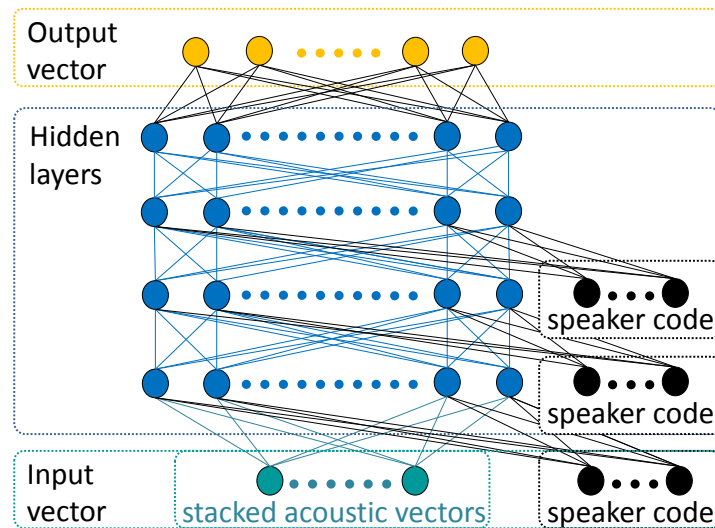 Output
vector
Hidden
layers
speaker code
speaker code
Input
vector
stacked acoustic vectors
speaker code